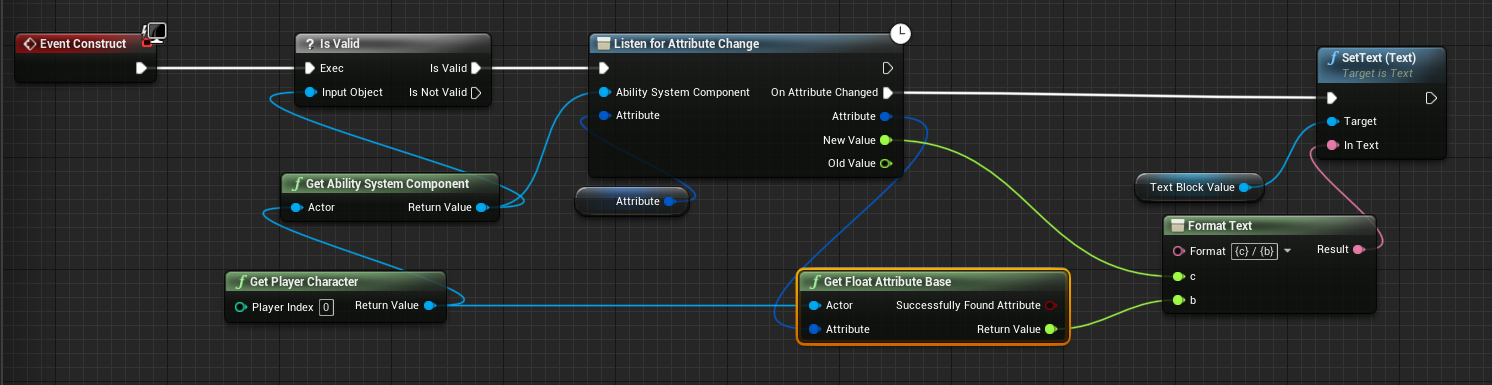 Event Construct
? Is Valid
Exec
Is Valid
Input Object
Is Not Valid
Listen for Attribute Change
Ability System Component
On Attribute Changed
Attribute
Attribute
New Value
Old Value
SetText (Text)
Target is Text
Target
In Text
f Get Ability System Component
Actor
Return Value
Attribute
Text Block Value
Format Text
Format
{c} / {b}
Result
c
b
f Get Player Character
Player Index
0
Return Value
f Get Float Attribute Base
Actor
Successfully Found Attribute
Attribute
Return Value